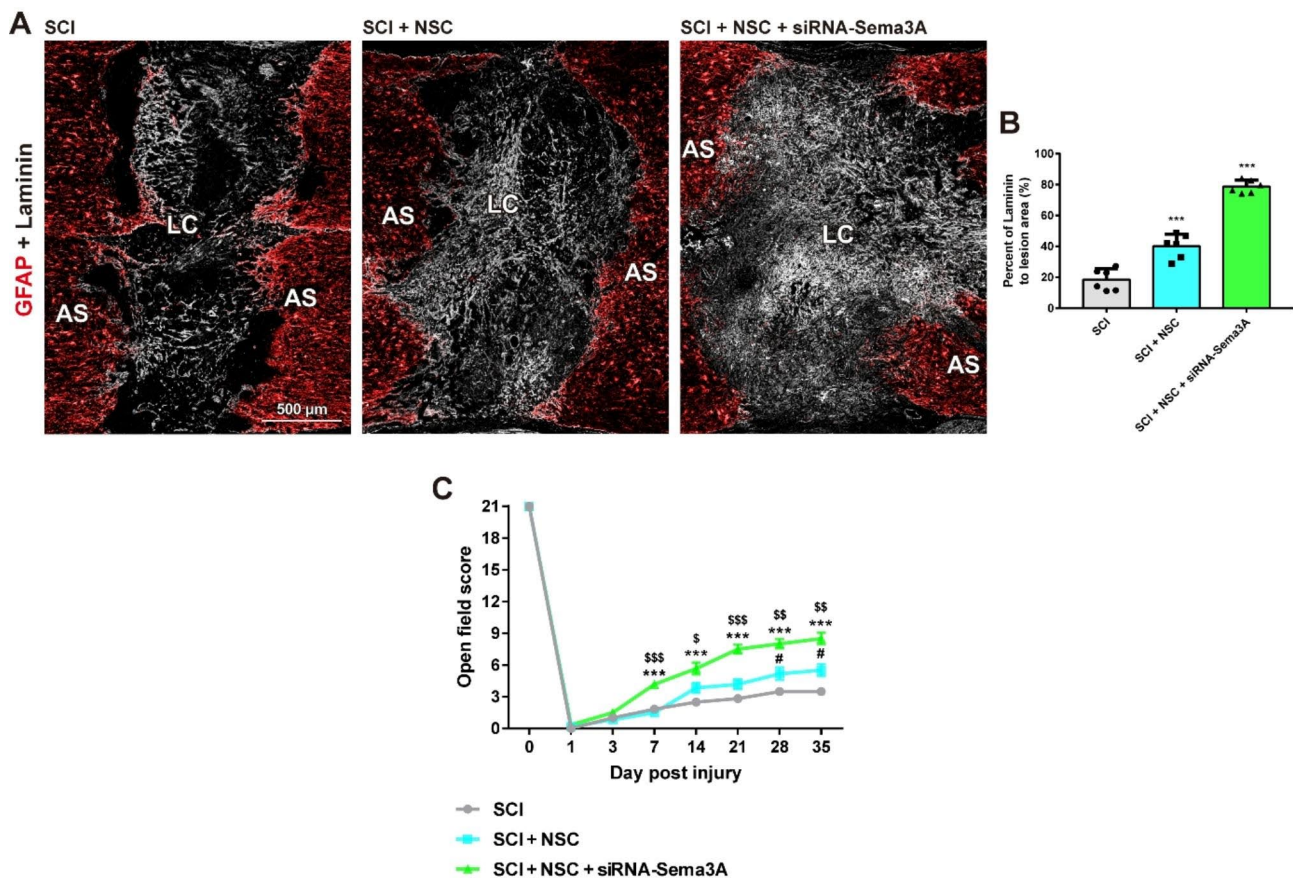 A
SCI
SCI + NSC
SCI + NSC + siRNA-Sema3A
GFAP + Laminin
AS
LC
AS
500 µm
AS
LC
AS
AS
LC
AS
B
Percent of Laminin
to lesion area (%)
100
80
60
40
20
0
***
***
SCI
SCI + NSC
SCI + NSC + siRNA-Sema3A
C
Open field score
21
18
15
12
9
6
3
0
$$$
***
$
***
$$$
***
$$
***
#
$$
***
#
0 1 3 7 14 21 28 35
Day post injury
SCI
SCI + NSC
SCI + NSC + siRNA-Sema3A